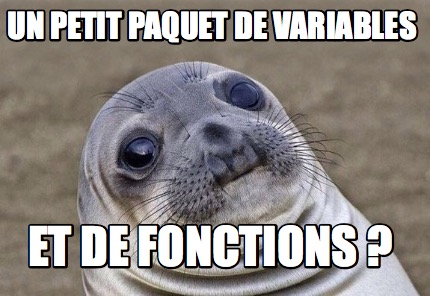 UN PETIT PAQUET DE VARIABLES
ET DE FONCTIONS ?